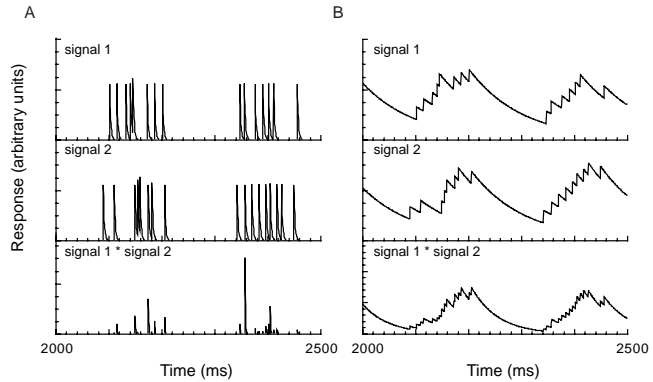 A
B
Response (arbitrary units)
signal 1
signal 1
signal 2
signal 2
signal 1 * signal 2
signal 1 * signal 2
2000
2500
2000
2500
Time (ms)
Time (ms)